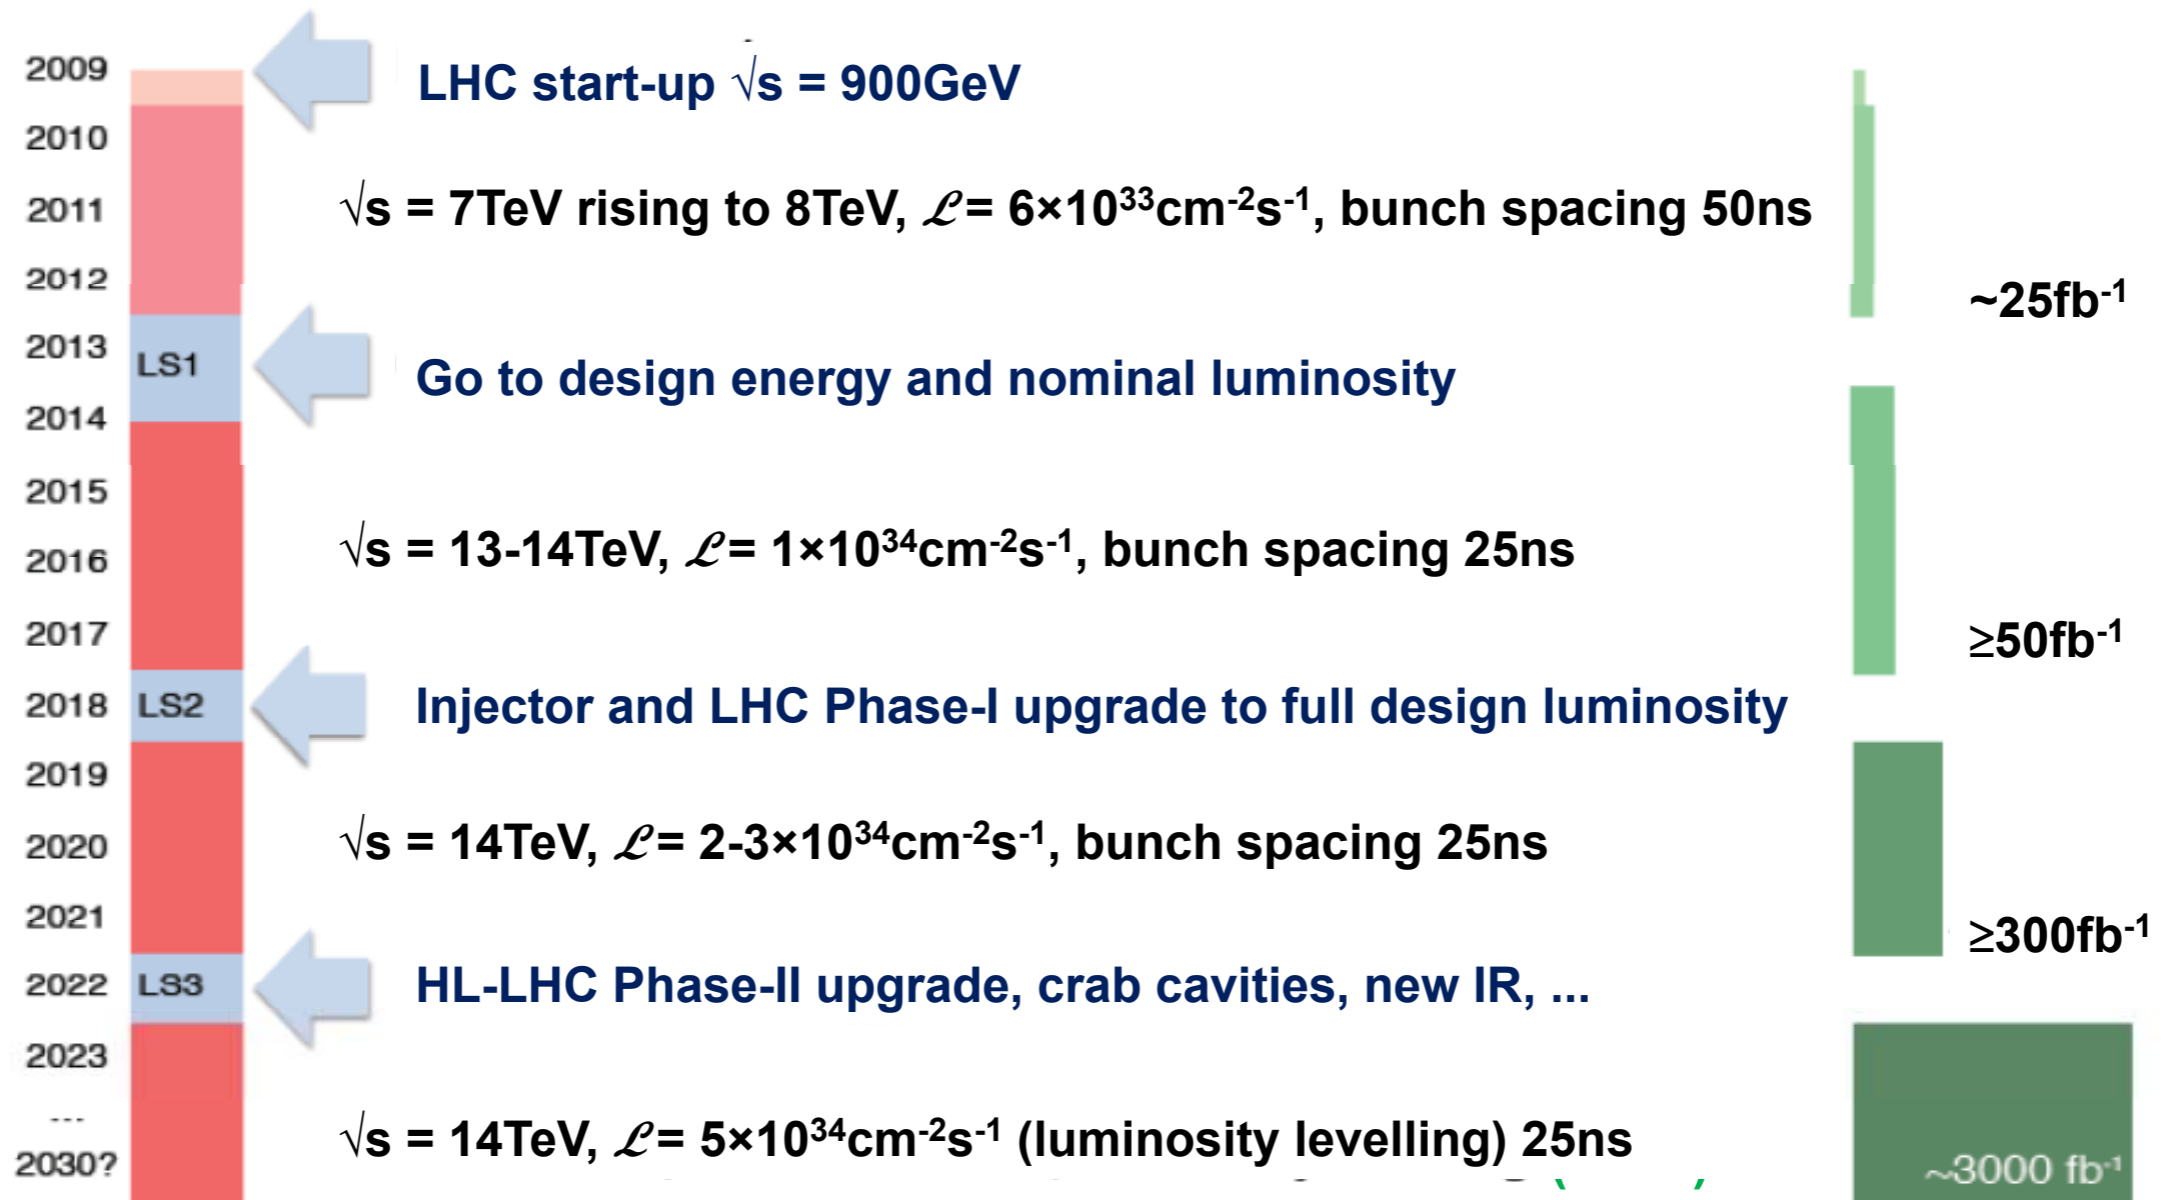 2009
LHC start-up √s = 900GeV
2010
2011
√s = 7TeV rising to 8TeV, ℒ= 6×10³³cm⁻²s⁻¹, bunch spacing 50ns
2012
~25fb⁻¹
2013
LS1
Go to design energy and nominal luminosity
2014
2015
√s = 13-14TeV, ℒ= 1×10³⁴cm⁻²s⁻¹, bunch spacing 25ns
2016
2017
≥50fb⁻¹
2018
LS2
Injector and LHC Phase-I upgrade to full design luminosity
2019
2020
√s = 14TeV, ℒ= 2-3×10³⁴cm⁻²s⁻¹, bunch spacing 25ns
2021
≥300fb⁻¹
2022
LS3
HL-LHC Phase-II upgrade, crab cavities, new IR, ...
2023
...
√s = 14TeV, ℒ= 5×10³⁴cm⁻²s⁻¹ (luminosity levelling) 25ns
2030?
~3000 fb⁻¹